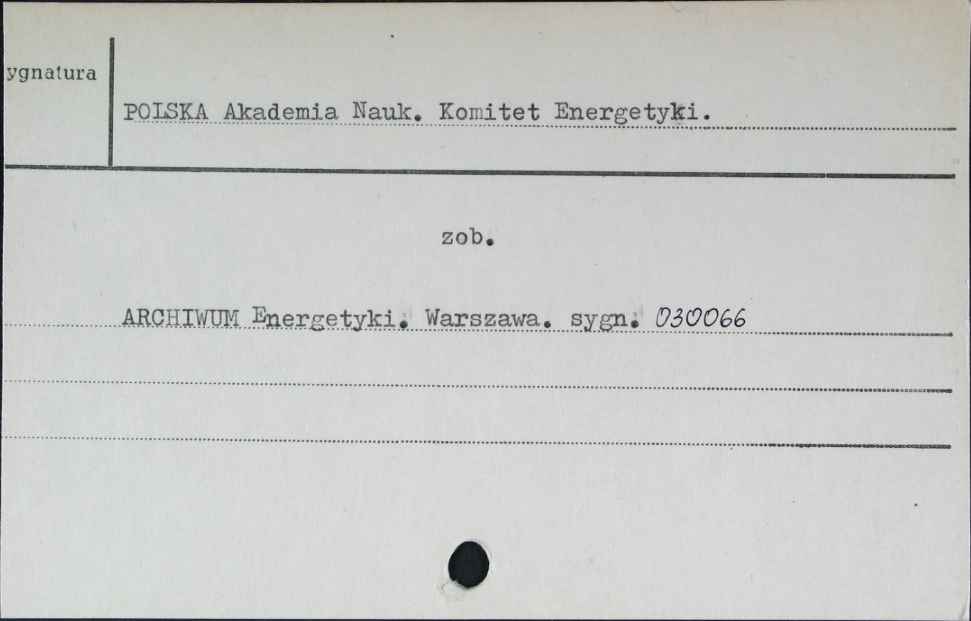 ygnatura
POLSKA Akademia Nauk. Komitet Energetyki.
zob.
ARCHIWUM Energetyki. Warszawa. sygn. 030066